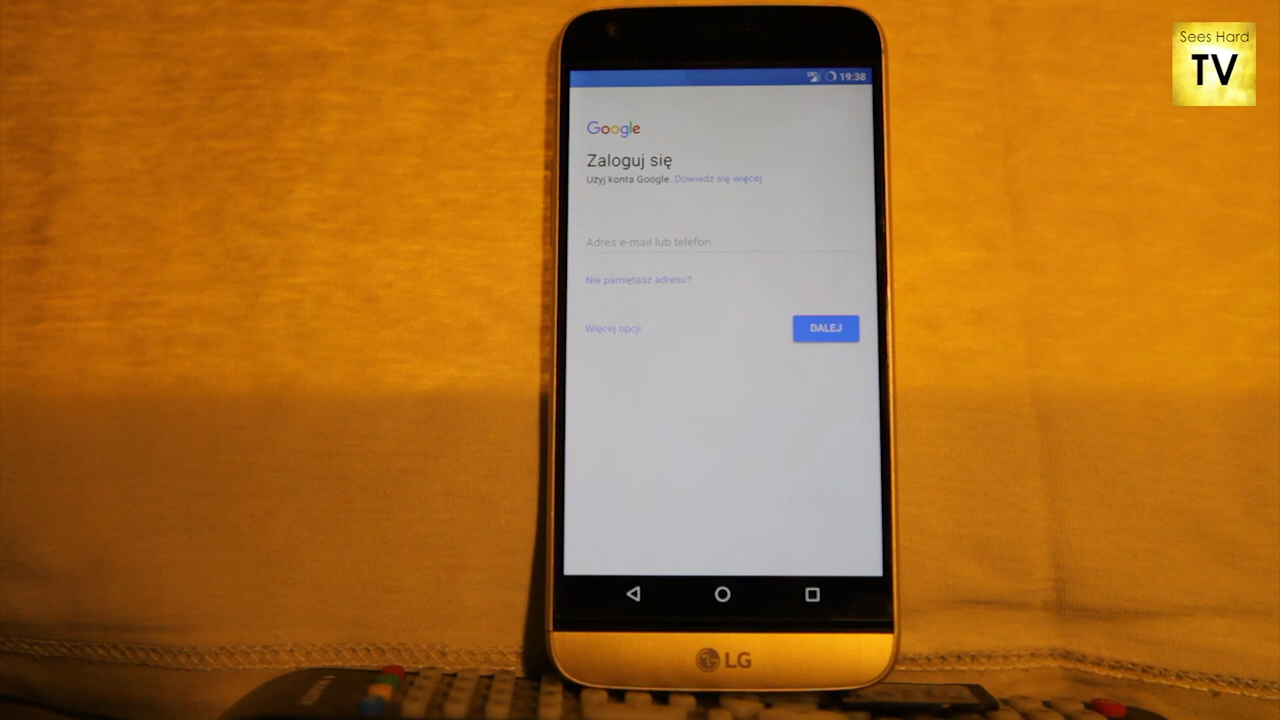 Sees Hard
TV
19:38
Google
Zaloguj się
Użyj konta Google. Dowiedz się więcej
Adres e-mail lub telefon
Nie pamiętasz adresu?
Więcej opcji
DALEJ
LG